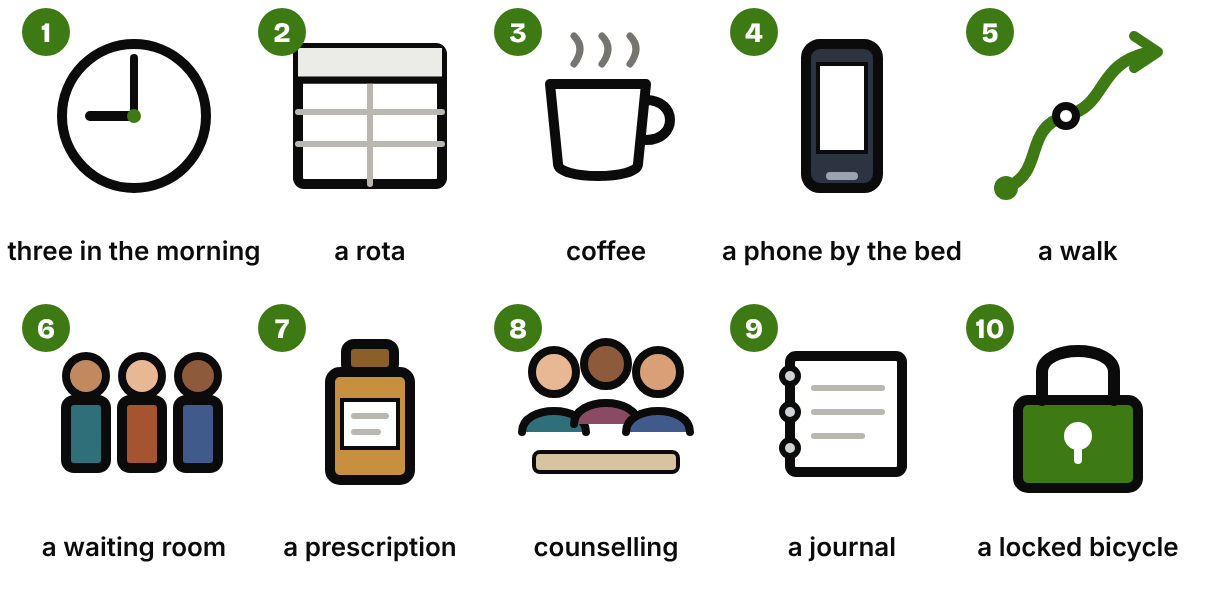 1
2
3
4
5
three in the morning
a rota
coffee
a phone by the bed
a walk
6
7
8
9
10
a waiting room
a prescription
counselling
a journal
a locked bicycle